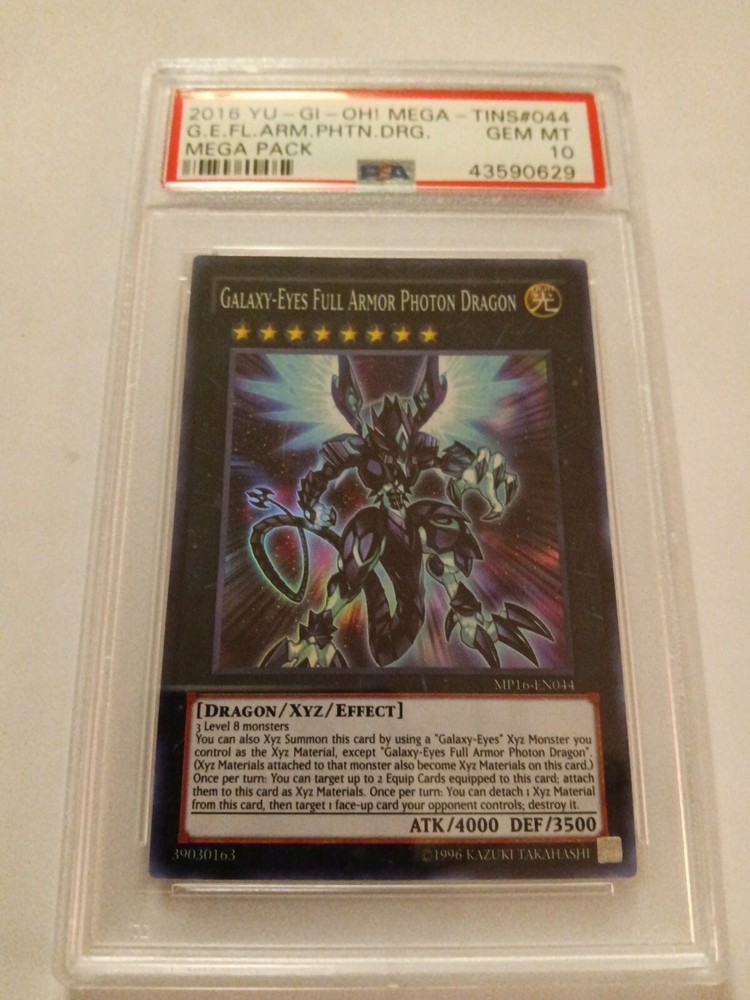 2016 YU-GI-OH! MEGA-TINS#044
G.E.FL.ARM.PHTN.DRG. GEM MT
MEGA PACK 10
PSA 43590629
GALAXY-EYES FULL ARMOR PHOTON DRAGON 光
MP16-EN044
[DRAGON/XYZ/EFFECT]
3 Level 8 monsters
You can also Xyz Summon this card by using a "Galaxy-Eyes" Xyz Monster you
control as the Xyz Material, except "Galaxy-Eyes Full Armor Photon Dragon".
(Xyz Materials attached to that monster also become Xyz Materials on this card.)
Once per turn: You can target up to 2 Equip Cards equipped to this card; attach
them to this card as Xyz Materials. Once per turn: You can detach 1 Xyz Material
from this card, then target 1 face-up card your opponent controls; destroy it.
ATK/4000 DEF/3500
39030163 ©1996 KAZUKI TAKAHASHI